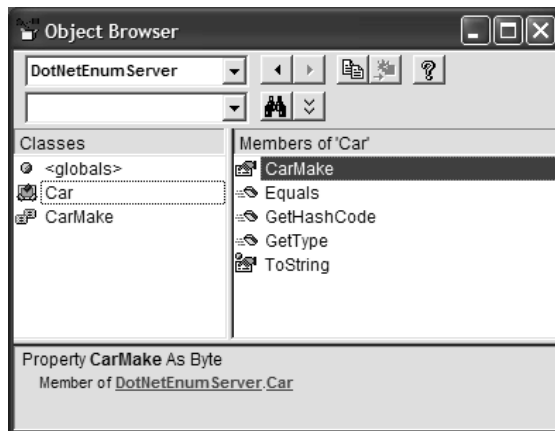 Object Browser
DotNetEnumServer
Classes
Members of 'Car'
<globals>
CarMake
Car
Equals
CarMake
GetHashCode
GetType
ToString
Property CarMake As Byte
Member of DotNetEnumServer.Car